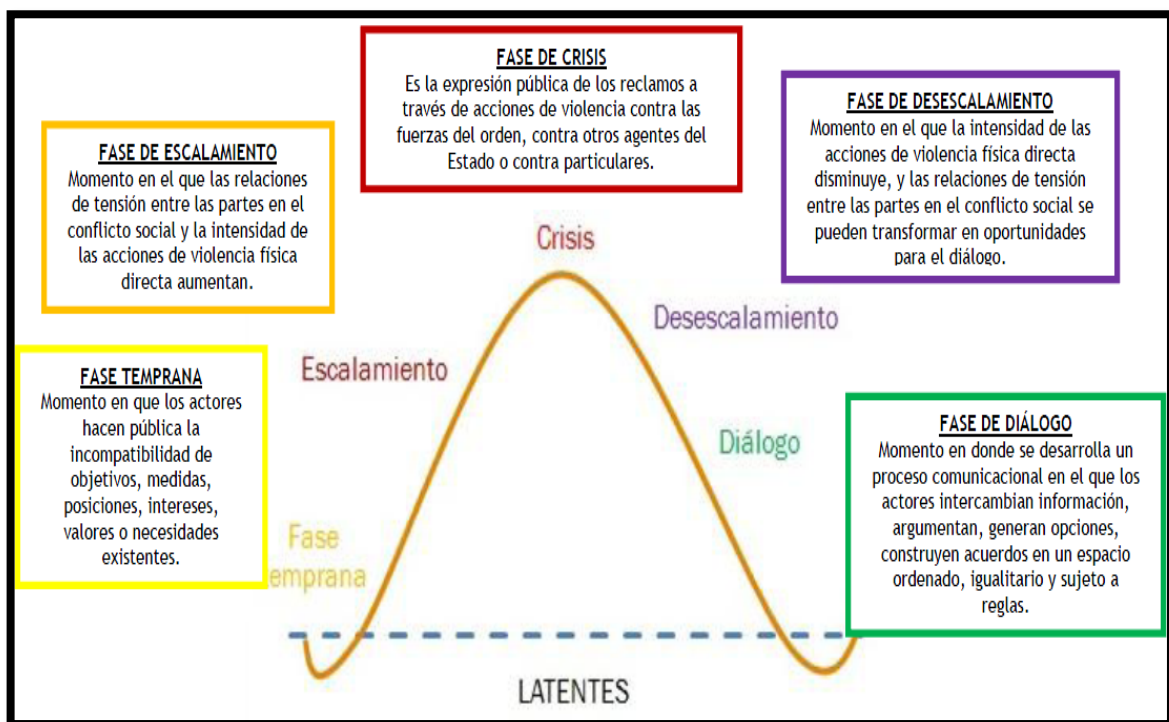 FASE DE CRISIS
Es la expresión pública de los reclamos a
través de acciones de violencia contra las
fuerzas del orden, contra otros agentes del
Estado o contra particulares.
FASE DE ESCALAMIENTO
Momento en el que las relaciones
de tensión entre las partes en el
conflicto social y la intensidad de
las acciones de violencia física
directa aumentan.
FASE DE DESESCALAMIENTO
Momento en el que la intensidad de las
acciones de violencia física directa
disminuye, y las relaciones de tensión
entre las partes en el conflicto social se
pueden transformar en oportunidades
para el diálogo.
Crisis
Desescalamiento
Escalamiento
FASE TEMPRANA
Momento en que los actores
hacen pública la
incompatibilidad de
objetivos, medidas,
posiciones, intereses,
valores o necesidades
existentes.
Diálogo
FASE DE DIÁLOGO
Momento en donde se desarrolla un
proceso comunicacional en el que los
actores intercambian información,
argumentan, generan opciones,
construyen acuerdos en un espacio
ordenado, igualitario y sujeto a
reglas.
Fase
emprana
LATENTES